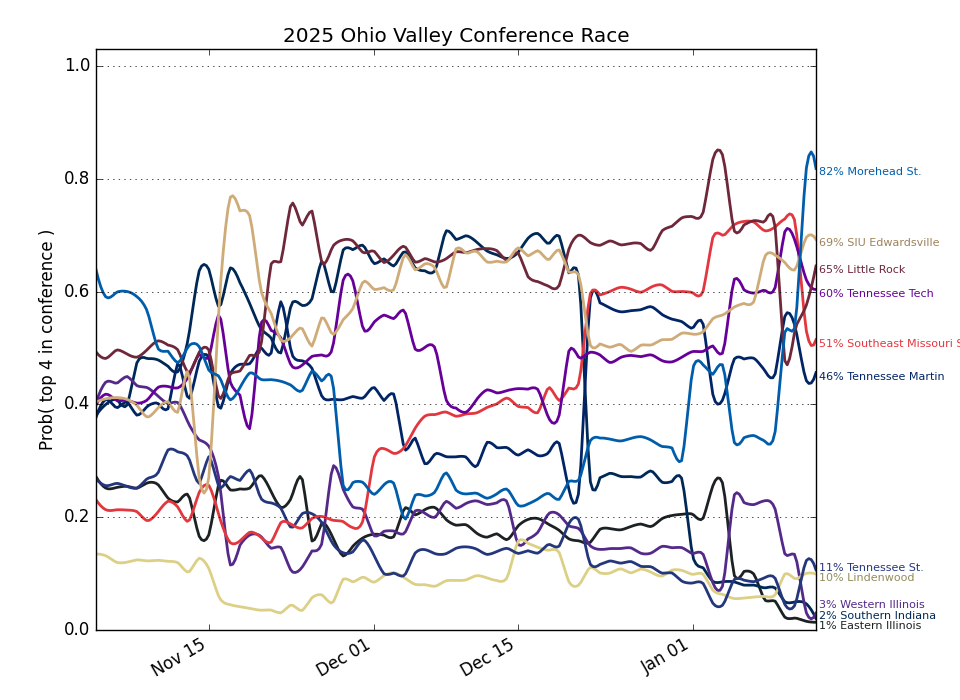 2025 Ohio Valley Conference Race
1.0
0.8
0.6
0.4
0.2
0.0
Prob( top 4 in conference )
Nov 15
Dec 01
Dec 15
Jan 01
82% Morehead St.
69% SIU Edwardsville
65% Little Rock
60% Tennessee Tech
51% Southeast Missouri S
46% Tennessee Martin
11% Tennessee St.
10% Lindenwood
3% Western Illinois
2% Southern Indiana
1% Eastern Illinois